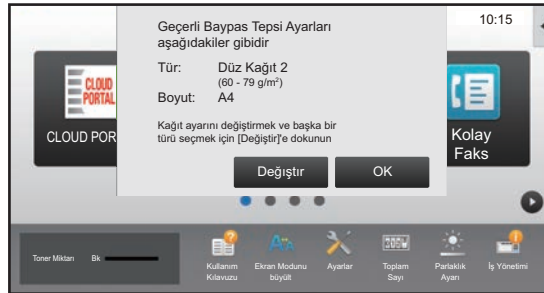 Geçerli Baypas Tepsi Ayarları
aşağıdakiler gibidir
Tür: Düz Kağıt 2
(60 - 79 g/m²)
Boyut: A4
Kağıt ayarını değiştirmek ve başka bir
türü seçmek için [Değiştir]'e dokunun
Değıştır OK
10:15
CLOUD
PORTAL
CLOUD POR
Kolay
Faks
Toner Miktarı Bk
Kullanım
Kılavuzu
Ekran Modunu
büyült
Ayarlar
Toplam
Sayı
Parlaklık
Ayarı
İş Yönetimi